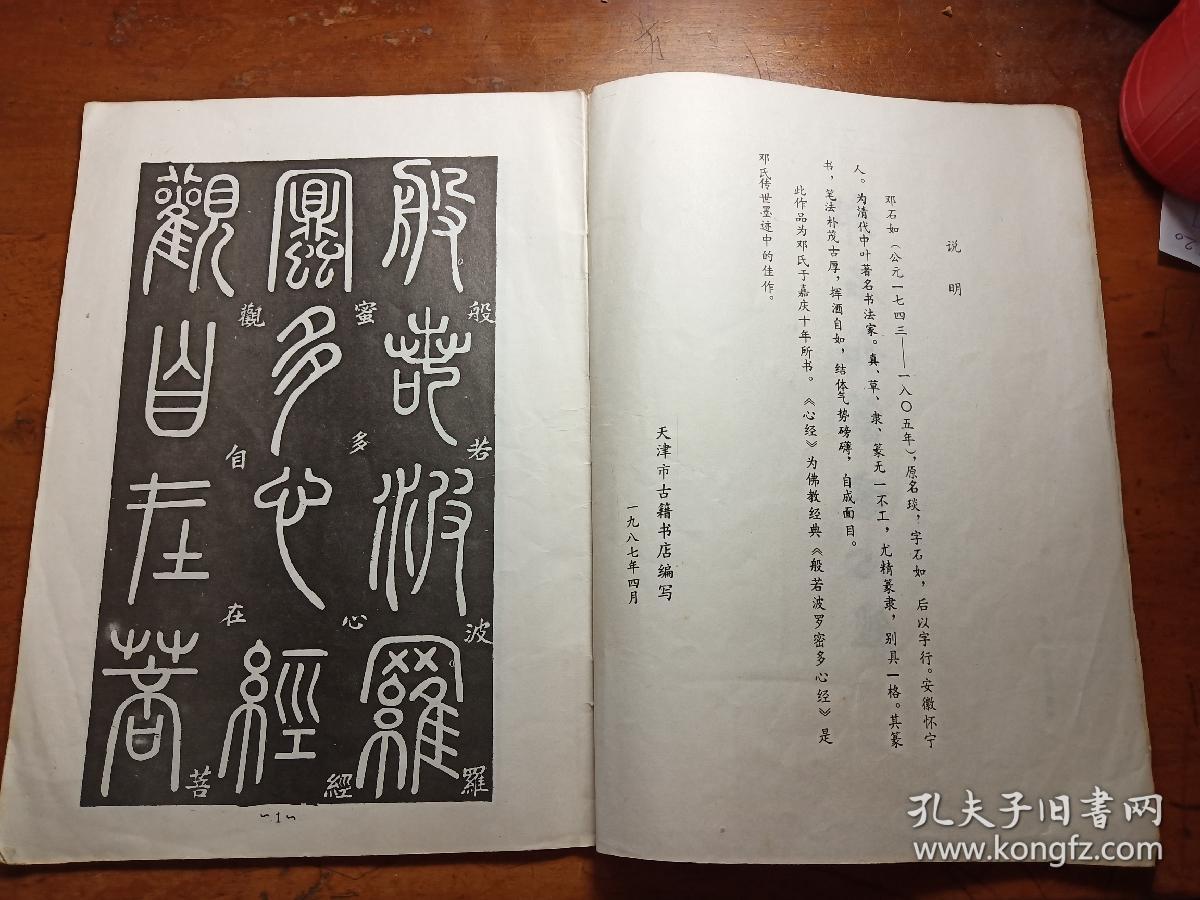 说明
邓石如（公元一七四三——一八〇五年），原名琰，字石如，后以字行。安徽怀宁
人。为清代中叶著名书法家。真、草、隶、篆无一不工，尤精篆隶，别具一格。其篆
书，笔法朴茂古厚，挥洒自如，结体气势磅礴，自成面目。
此作品为邓氏于嘉庆十年所书。《心经》为佛教经典《般若波罗密多心经》是
邓氏传世墨迹中的佳作。
天津市古籍书店编写
一九八七年四月
般若波羅
蜜多心經
觀自在菩
般若波羅
蜜多心經
觀自在菩
~1~
孔夫子旧书网
www.kongfz.com